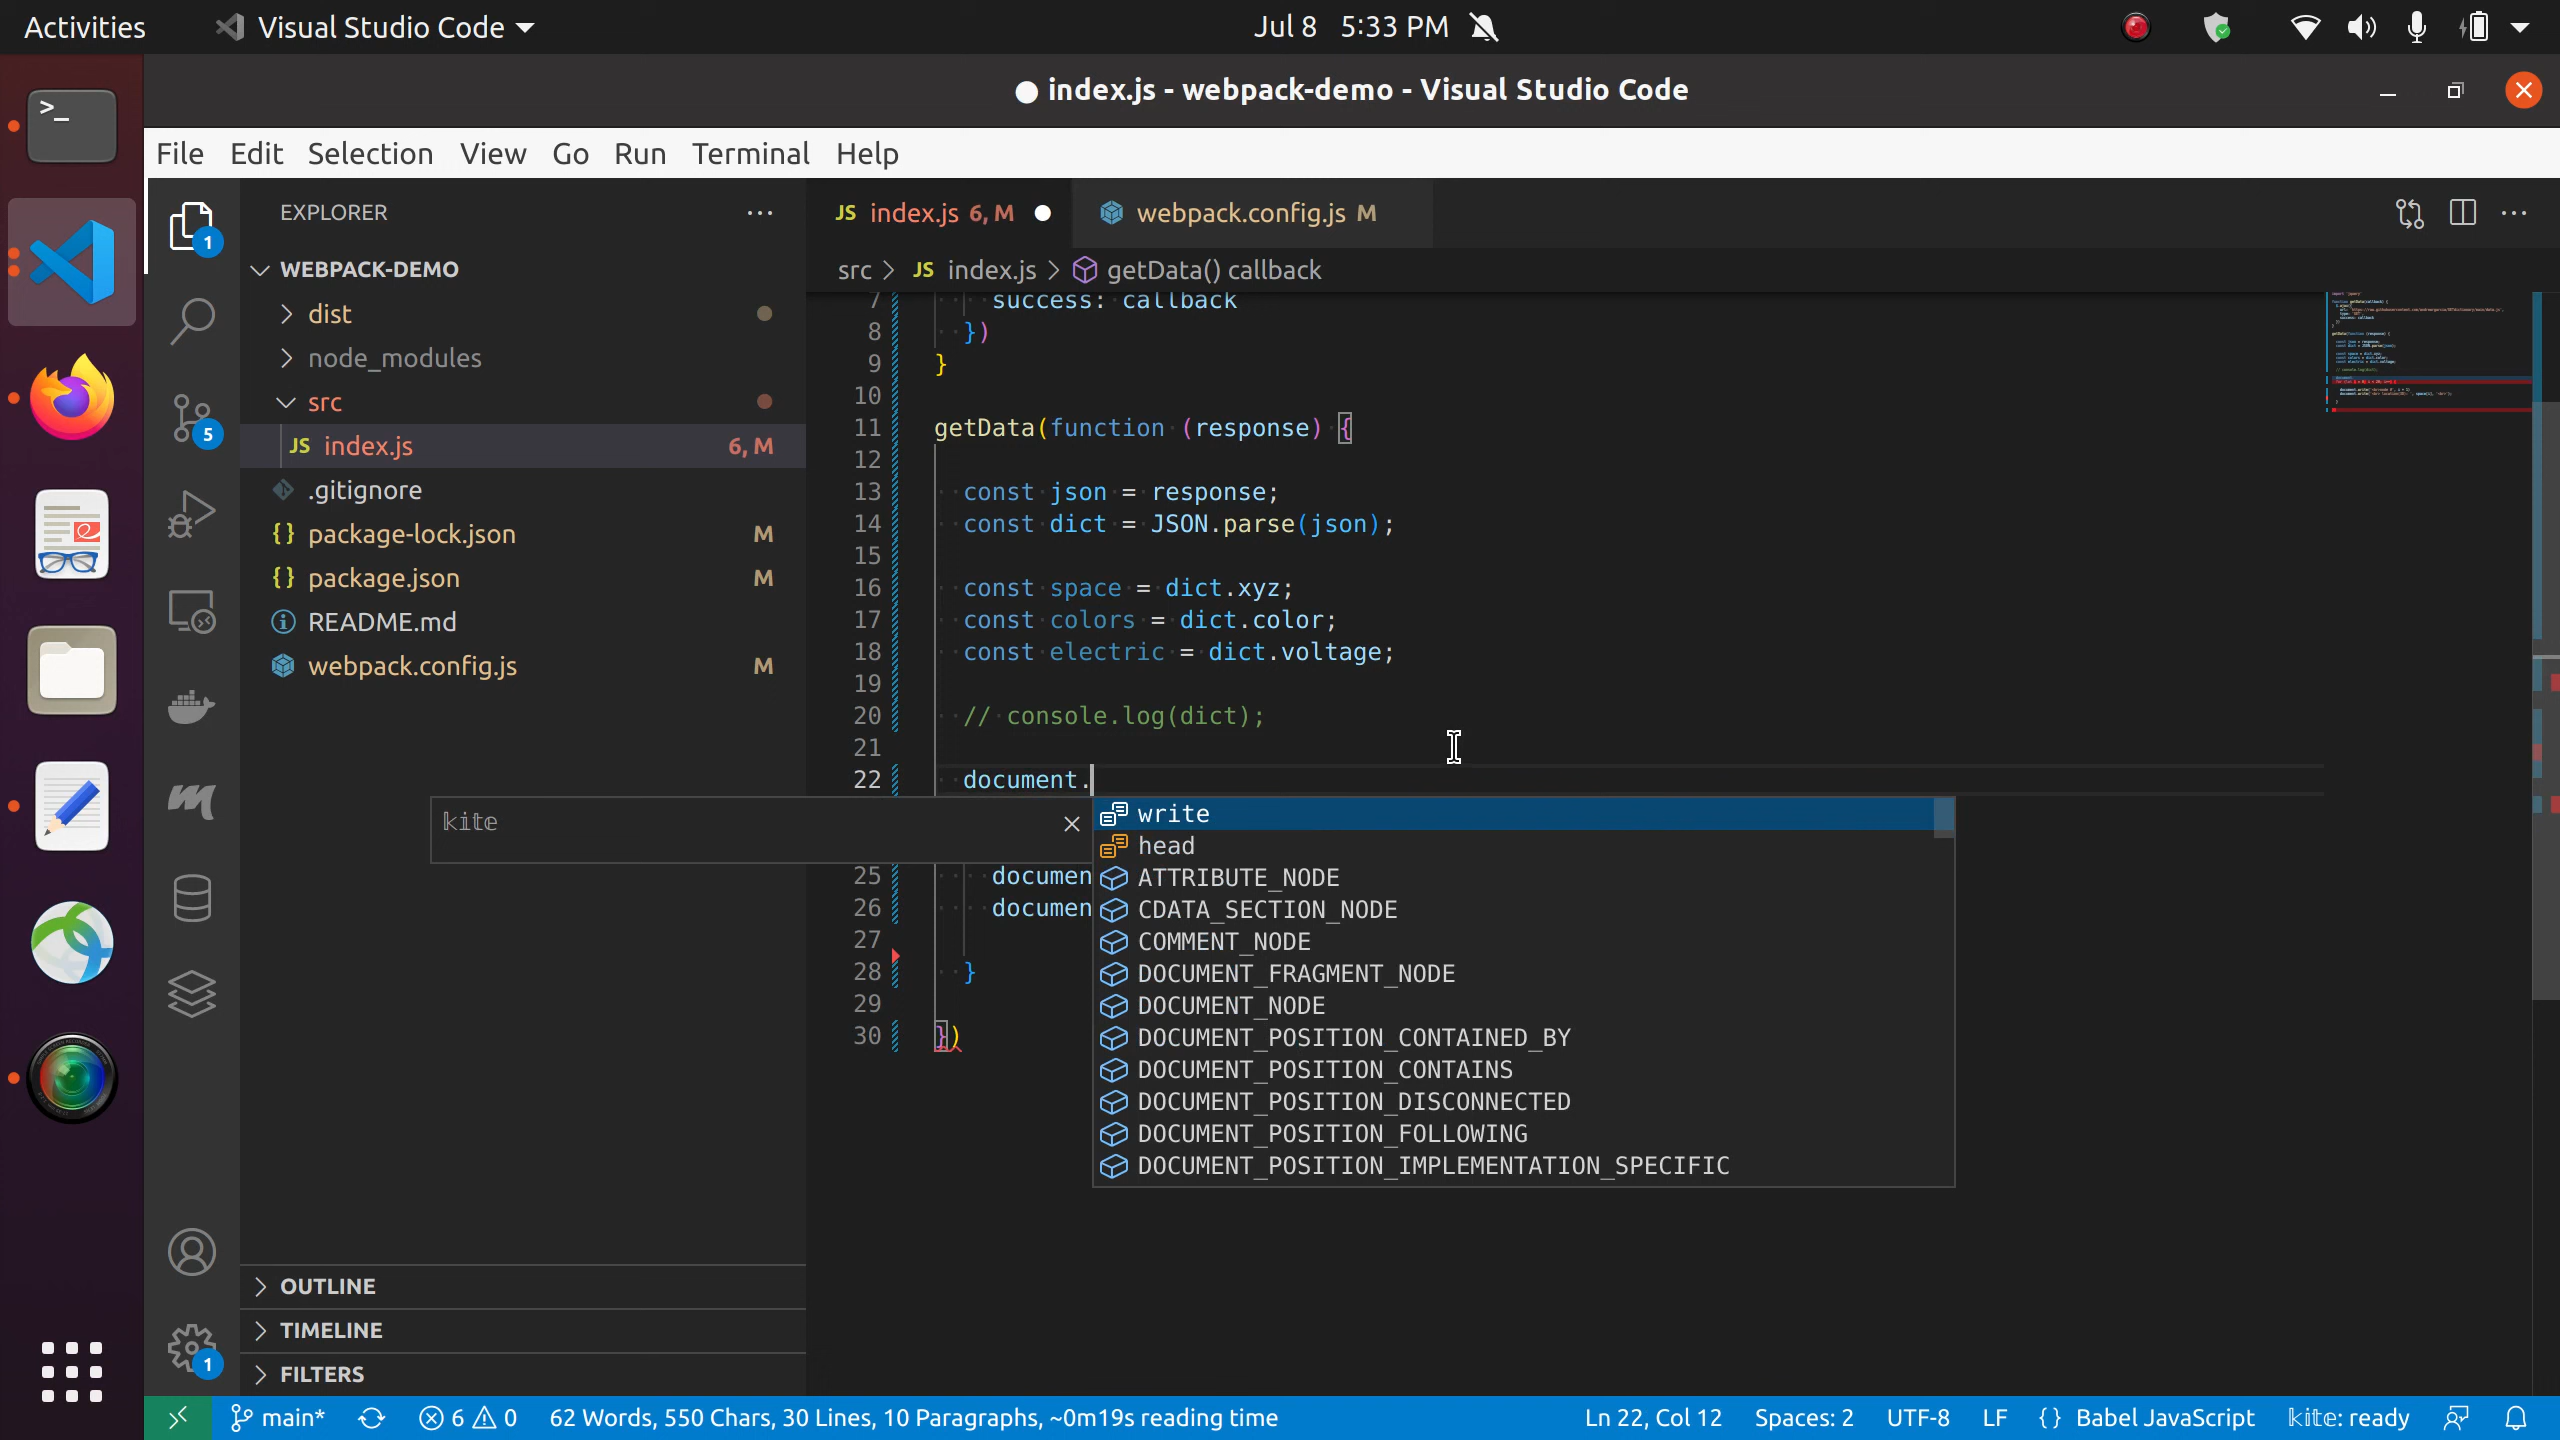 Activities
Visual Studio Code
Jul 8 5:33 PM
● index.js - webpack-demo - Visual Studio Code
File Edit Selection View Go Run Terminal Help
EXPLORER
WEBPACK-DEMO
dist
node_modules
src
JS index.js 6, M
.gitignore
{} package-lock.json M
{} package.json M
README.md
webpack.config.js M
1
5
OUTLINE
TIMELINE
FILTERS
1
JS index.js 6, M
webpack.config.js M
src > JS index.js > getData() callback
7 success: callback
8 })
9 }
10
11 getData(function (response) {
12
13 const json = response;
14 const dict = JSON.parse(json);
15
16 const space = dict.xyz;
17 const colors = dict.color;
18 const electric = dict.voltage;
19
20 // console.log(dict);
21
22 document.
kite
25 documen
26 documen
27
28 }
29
30 })
write
head
ATTRIBUTE_NODE
CDATA_SECTION_NODE
COMMENT_NODE
DOCUMENT_FRAGMENT_NODE
DOCUMENT_NODE
DOCUMENT_POSITION_CONTAINED_BY
DOCUMENT_POSITION_CONTAINS
DOCUMENT_POSITION_DISCONNECTED
DOCUMENT_POSITION_FOLLOWING
DOCUMENT_POSITION_IMPLEMENTATION_SPECIFIC
main* 6 0 62 Words, 550 Chars, 30 Lines, 10 Paragraphs, ~0m19s reading time Ln 22, Col 12 Spaces: 2 UTF-8 LF {} Babel JavaScript kite: ready